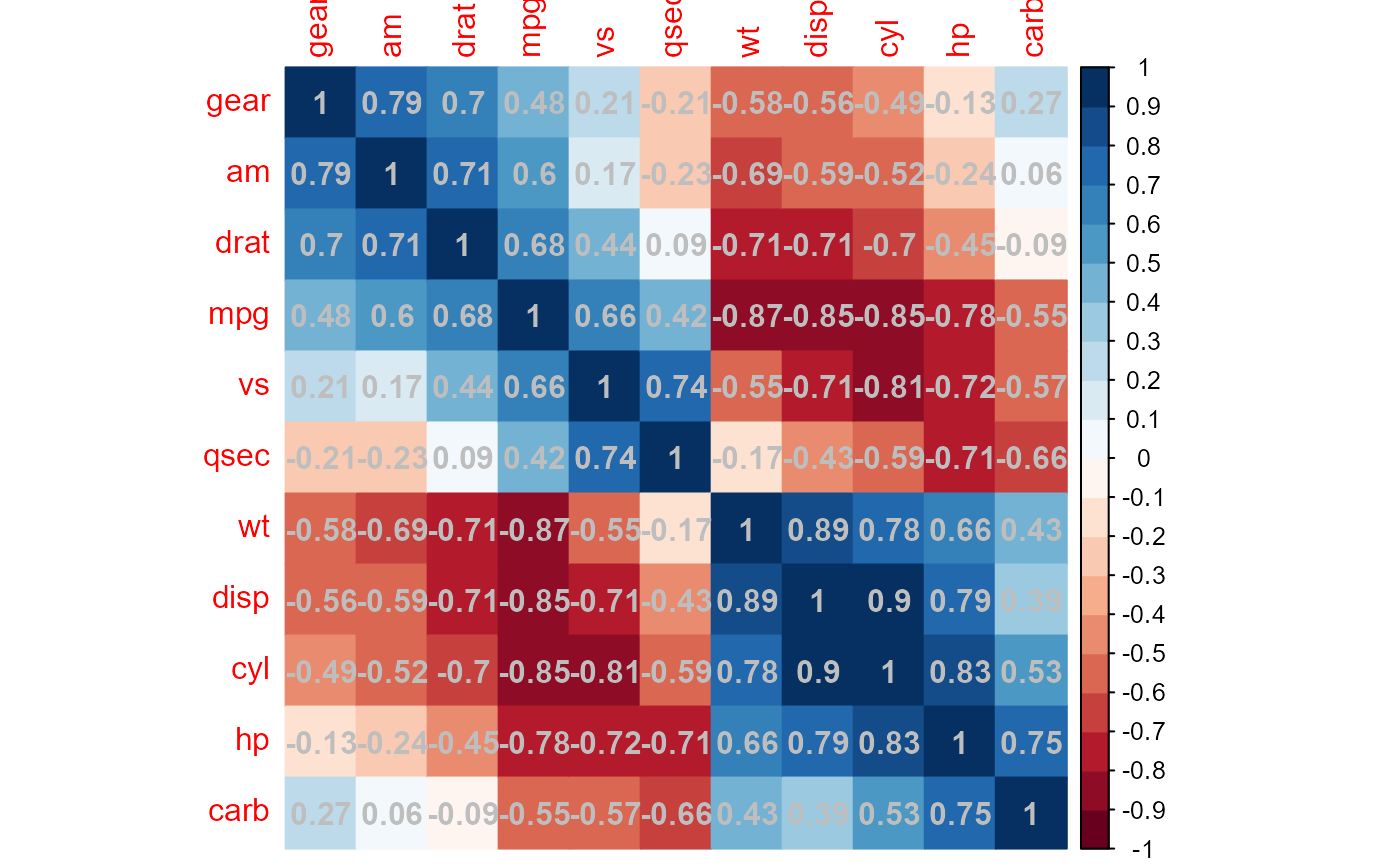 gear am drat mpg vs qsec wt disp cyl hp carb
gear 1 0.79 0.7 0.48 0.21 -0.21 -0.58 -0.56 -0.49 -0.13 0.27
am 0.79 1 0.71 0.6 0.17 -0.23 -0.69 -0.59 -0.52 -0.24 0.06
drat 0.7 0.71 1 0.68 0.44 0.09 -0.71 -0.71 -0.7 -0.45 -0.09
mpg 0.48 0.6 0.68 1 0.66 0.42 -0.87 -0.85 -0.85 -0.78 -0.55
vs 0.21 0.17 0.44 0.66 1 0.74 -0.55 -0.71 -0.81 -0.72 -0.57
qsec -0.21 -0.23 0.09 0.42 0.74 1 -0.17 -0.43 -0.59 -0.71 -0.66
wt -0.58 -0.69 -0.71 -0.87 -0.55 -0.17 1 0.89 0.78 0.66 0.43
disp -0.56 -0.59 -0.71 -0.85 -0.71 -0.43 0.89 1 0.9 0.79 0.39
cyl -0.49 -0.52 -0.7 -0.85 -0.81 -0.59 0.78 0.9 1 0.83 0.53
hp -0.13 -0.24 -0.45 -0.78 -0.72 -0.71 0.66 0.79 0.83 1 0.75
carb 0.27 0.06 -0.09 -0.55 -0.57 -0.66 0.43 0.39 0.53 0.75 1
1
0.9
0.8
0.7
0.6
0.5
0.4
0.3
0.2
0.1
0
-0.1
-0.2
-0.3
-0.4
-0.5
-0.6
-0.7
-0.8
-0.9
-1